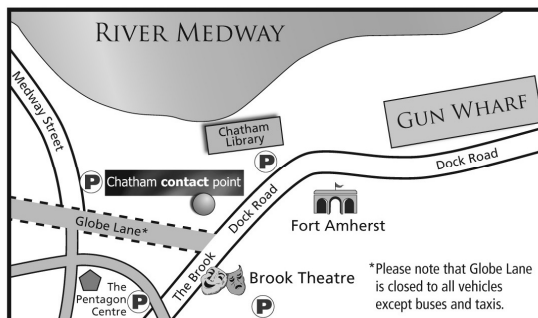 RIVER MEDWAY
Medway Street
GUN WHARF
Chatham
Library
P
Dock Road
P
Chatham contact point
Dock Road
Fort Amherst
Globe Lane*
The Brook
Brook Theatre
*Please note that Globe Lane
is closed to all vehicles
except buses and taxis.
The
Pentagon
Centre
P
P